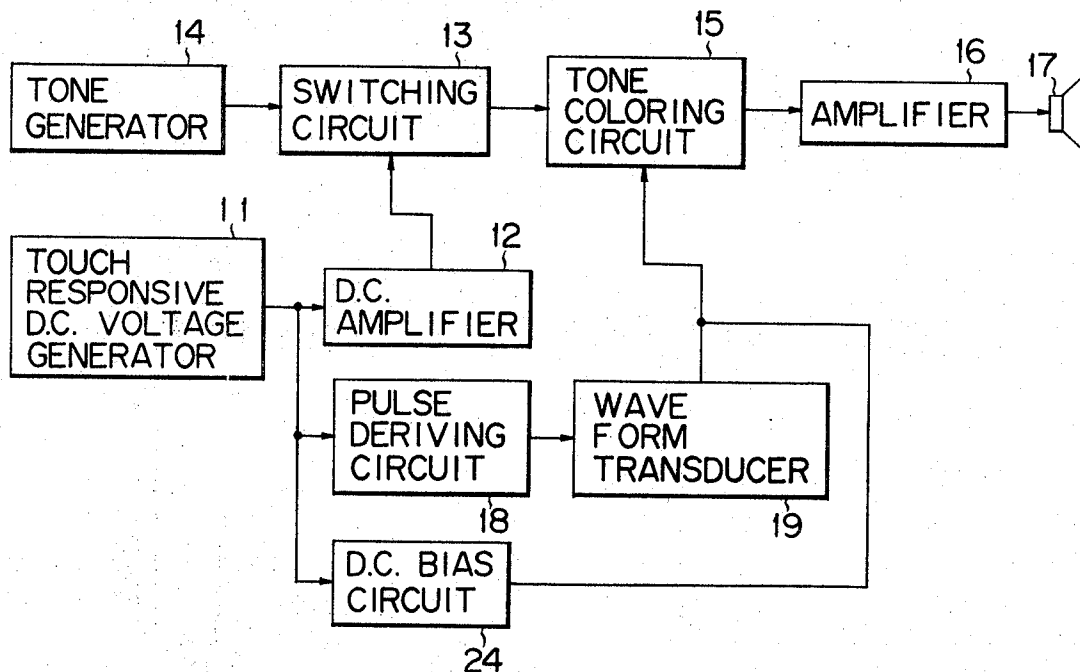 14
TONE
GENERATOR
13
SWITCHING
CIRCUIT
15
TONE
COLORING
CIRCUIT
16
AMPLIFIER
17
11
TOUCH
RESPONSIVE
D.C. VOLTAGE
GENERATOR
12
D.C.
AMPLIFIER
PULSE
DERIVING
CIRCUIT
18
WAVE
FORM
TRANSDUCER
19
D.C. BIAS
CIRCUIT
24